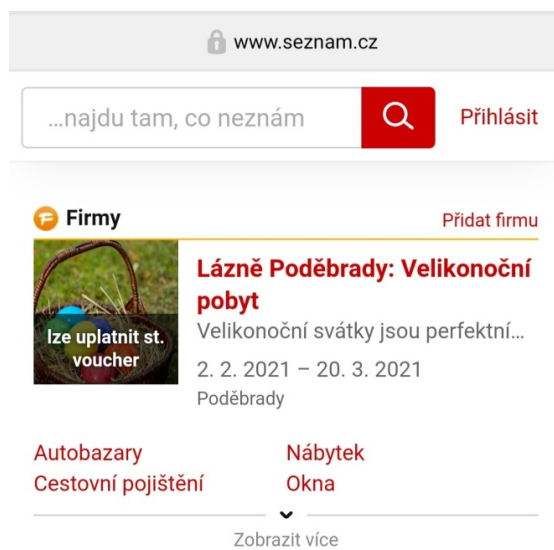 www.seznam.cz
...najdu tam, co neznám
Přihlásit
Firmy
Přidat firmu
lze uplatnit st.
voucher
Lázně Poděbrady: Velikonoční
pobyt
Velikonoční svátky jsou perfektní...
2. 2. 2021 – 20. 3. 2021
Poděbrady
Autobazary
Nábytek
Cestovní pojištění
Okna
Zobrazit více